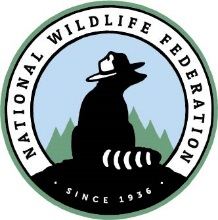 NATIONAL WILDLIFE FEDERATION
· SINCE 1936 ·